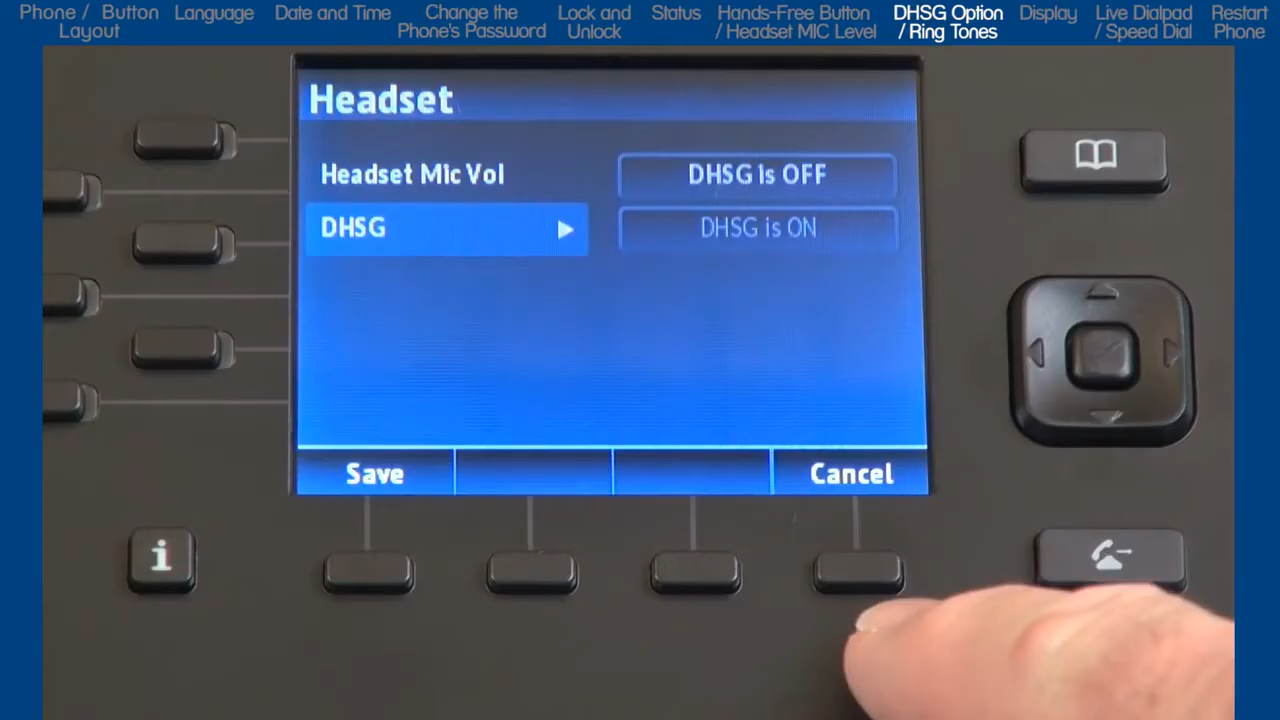 Phone / Button Layout
Language
Date and Time
Change the Phone's Password
Lock and Unlock
Status
Hands-Free Button / Headset MIC Level
DHSG Option / Ring Tones
Display
Live Dialpad / Speed Dial
Restart Phone
Headset
Headset Mic Vol
DHSG is OFF
DHSG
DHSG is ON
Save
Cancel
i